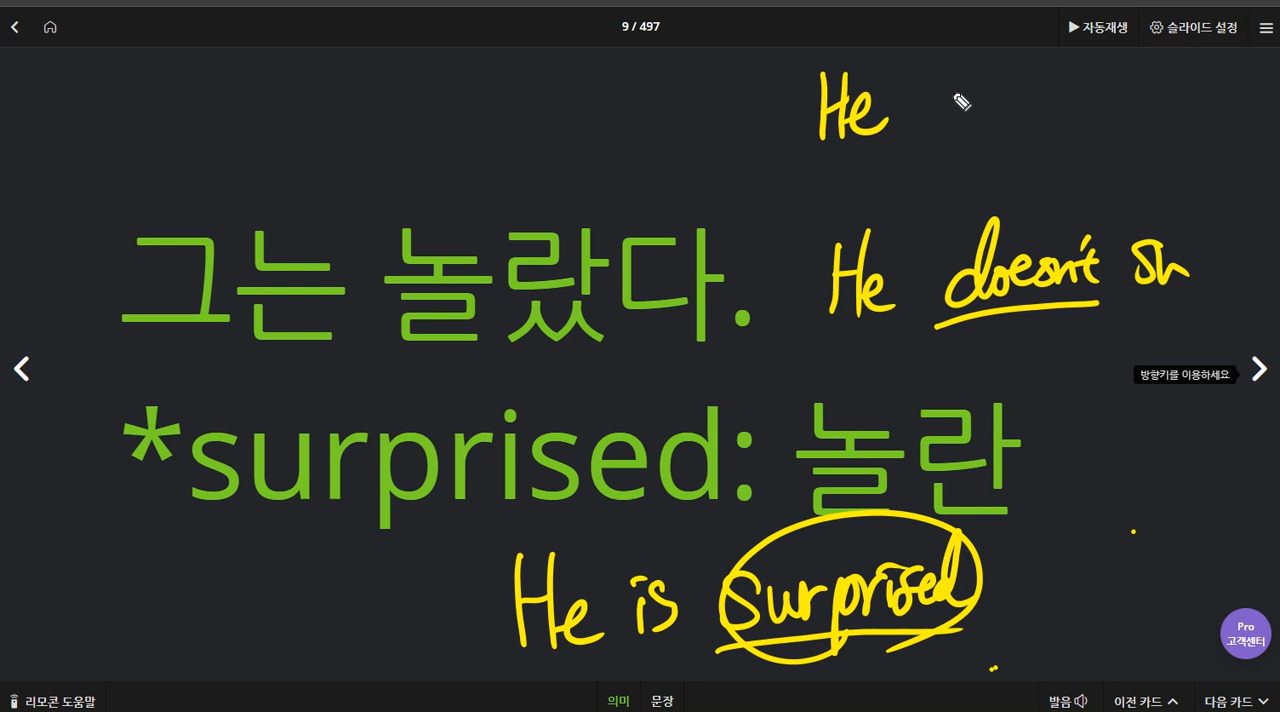 9 / 497
자동재생
슬라이드 설정
He
그는 놀랐다.
He doesn't sh
방향키를 이용하세요
*surprised: 놀란
He is surprised
Pro
고객센터
리모콘 도움말
의미
문장
발음
이전 카드
다음 카드